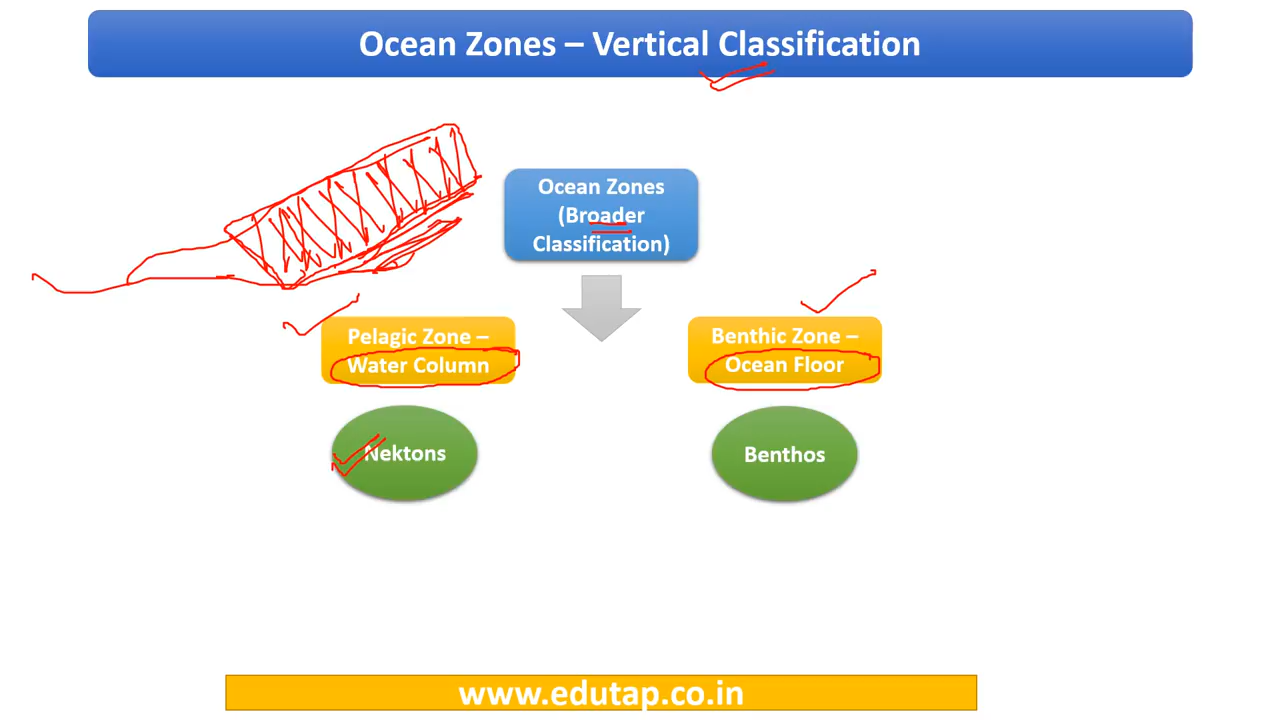 Ocean Zones – Vertical Classification
Ocean Zones
(Broader
Classification)
Pelagic Zone –
Water Column
Benthic Zone –
Ocean Floor
Nektons
Benthos
www.edutap.co.in